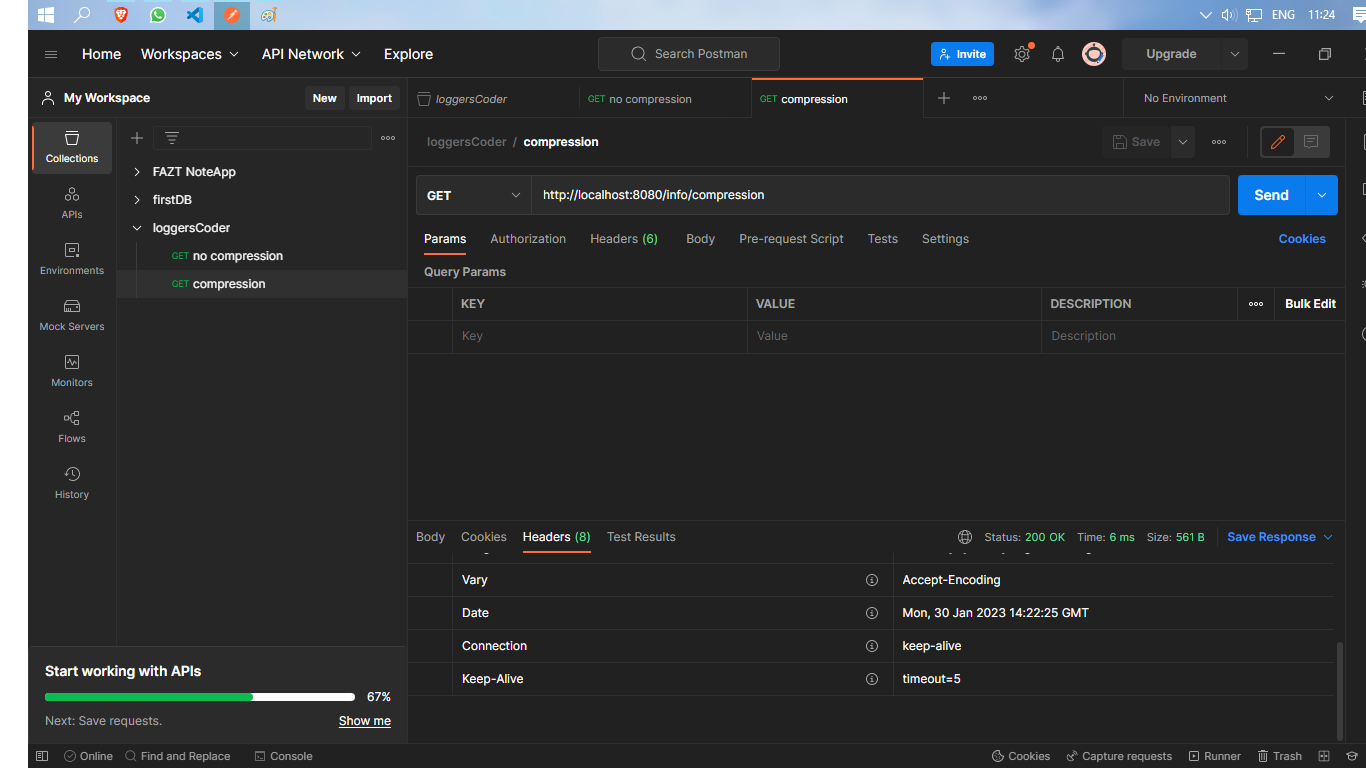 ENG 11:24
Home Workspaces API Network Explore Search Postman Invite Upgrade
My Workspace New Import
loggersCoder GET no compression GET compression No Environment
Collections
APIs
Environments
Mock Servers
Monitors
Flows
History
FAZT NoteApp
firstDB
loggersCoder
GET no compression
GET compression
loggersCoder / compression Save
GET http://localhost:8080/info/compression Send
Params Authorization Headers (6) Body Pre-request Script Tests Settings Cookies
Query Params
KEY VALUE DESCRIPTION Bulk Edit
Key Value Description
Body Cookies Headers (8) Test Results Status: 200 OK Time: 6 ms Size: 561 B Save Response
Vary Accept-Encoding
Date Mon, 30 Jan 2023 14:22:25 GMT
Connection keep-alive
Keep-Alive timeout=5
Start working with APIs
67%
Next: Save requests. Show me
Online Find and Replace Console Cookies Capture requests Runner Trash